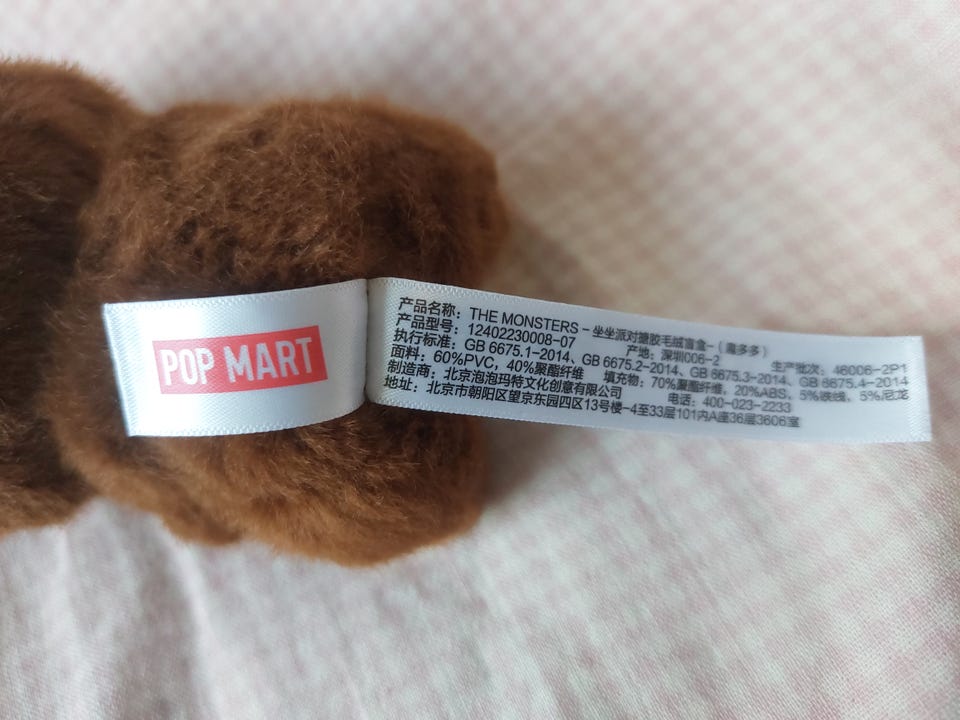 POP MART
产品名称：THE MONSTERS－坐坐派对搪胶毛绒盲盒-（毒多多）
产品型号：12402230008-07 产地：深圳006-2 生产批次：46006-2P1
执行标准：GB 6675.1-2014、GB 6675.2-2014、GB 6675.3-2014、GB 6675.4-2014
面料：60%PVC，40%聚酯纤维 填充物：70%聚酯纤维，20%ABS，5%铁线，5%尼龙
制造商：北京泡泡玛特文化创意有限公司 电话：400-023-2233
地址：北京市朝阳区望京东园四区13号楼-4至33层101内A座36层3606室